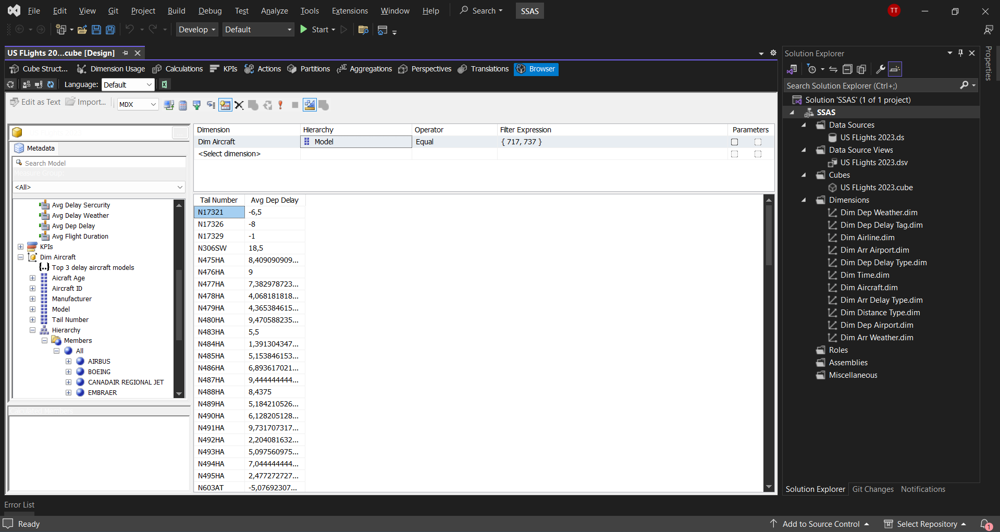 File Edit View Git Project Build Debug Test Analyze Tools Extensions Window Help Search SSAS TT
Develop Default Start
US FLights 20...cube [Design]
Cube Struct... Dimension Usage Calculations KPIs Actions Partitions Aggregations Perspectives Translations Browser
Language: Default
Edit as Text Import... MDX
Metadata
Search Model
Measure Group:
<All>
Avg Delay Sercurity
Avg Delay Weather
Avg Dep Delay
Avg Flight Duration
KPIs
Dim Aircraft
Top 3 delay aircraft models
Aicraft Age
Aircraft ID
Manufacturer
Model
Tail Number
Hierarchy
Members
All
AIRBUS
BOEING
CANADAIR REGIONAL JET
EMBRAER
Calculated Members
Dimension Hierarchy Operator Filter Expression Parameters
Dim Aircraft Model Equal { 717, 737 }
<Select dimension>
Tail Number Avg Dep Delay
N17321 -6,5
N17326 -8
N17329 -1
N306SW 18,5
N475HA 8,409090909...
N476HA 9
N477HA 7,382978723...
N478HA 4,068181818...
N479HA 4,365384615...
N480HA 9,470588235...
N483HA 5,5
N484HA 1,391304347...
N485HA 5,153846153...
N486HA 6,893617021...
N487HA 9,444444444...
N488HA 8,4375
N489HA 5,184210526...
N490HA 6,128205128...
N491HA 9,731707317...
N492HA 2,204081632...
N493HA 5,097560975...
N494HA 7,044444444...
N495HA 2,477272727...
N603AT -5,07692307...
Solution Explorer
Search Solution Explorer (Ctrl+;)
Solution 'SSAS' (1 of 1 project)
SSAS
Data Sources
US FLights 2023.ds
Data Source Views
US FLights 2023.dsv
Cubes
US FLights 2023.cube
Dimensions
Dim Dep Weather.dim
Dim Dep Delay Tag.dim
Dim Airline.dim
Dim Arr Airport.dim
Dim Dep Delay Type.dim
Dim Time.dim
Dim Aircraft.dim
Dim Arr Delay Type.dim
Dim Distance Type.dim
Dim Dep Airport.dim
Dim Arr Weather.dim
Roles
Assemblies
Miscellaneous
Solution Explorer Git Changes Notifications
Properties
Error List
Ready Add to Source Control Select Repository 1